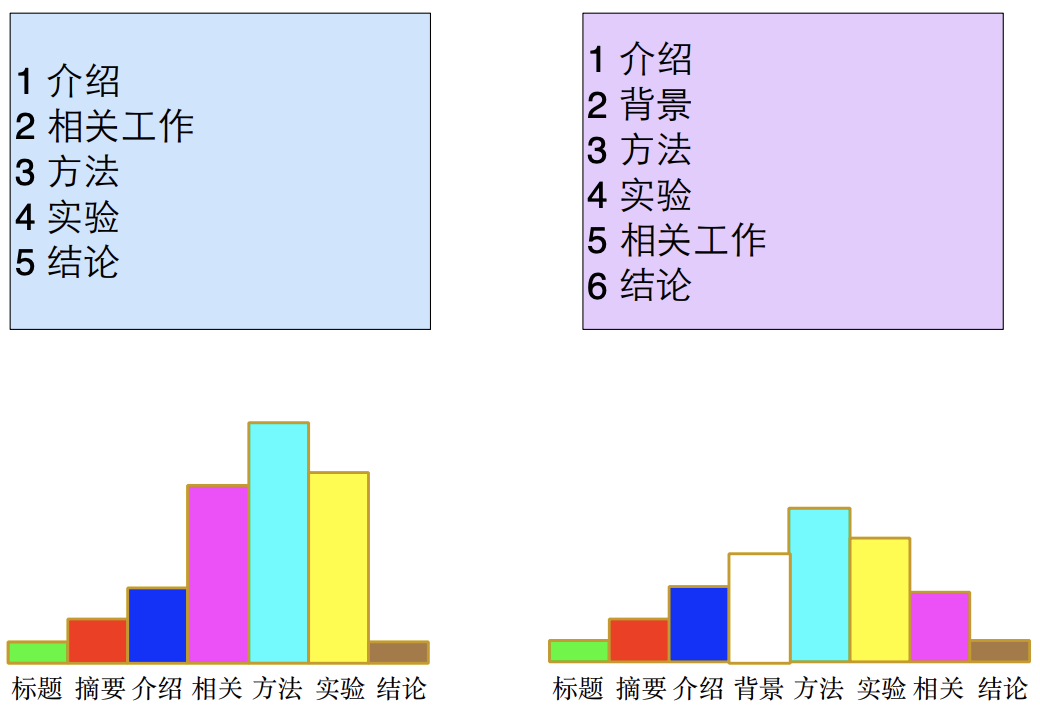 1 介绍
2 相关工作
3 方法
4 实验
5 结论
1 介绍
2 背景
3 方法
4 实验
5 相关工作
6 结论
标题 摘要 介绍 相关 方法 实验 结论
标题 摘要 介绍 背景 方法 实验 相关 结论